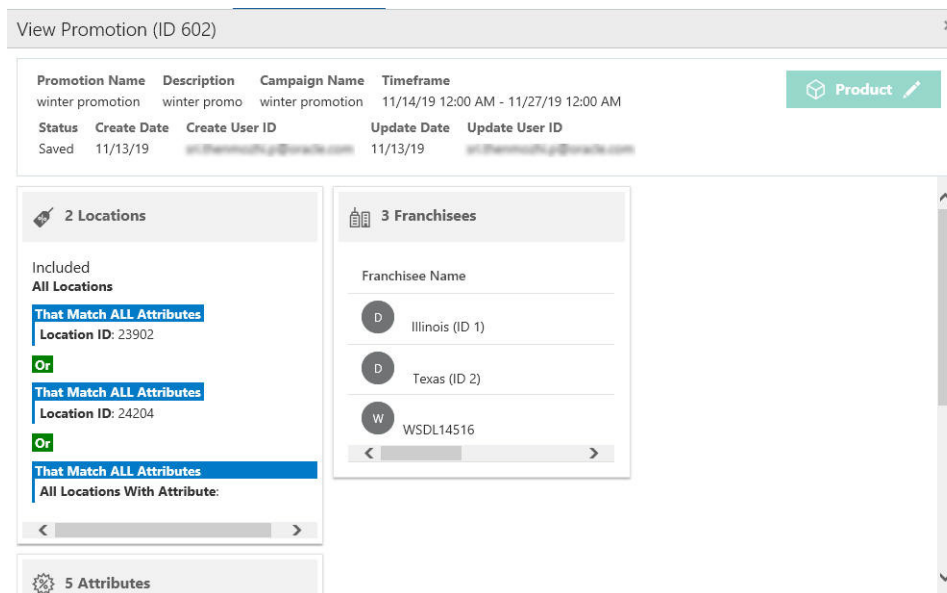 View Promotion (ID 602)
Promotion Name Description Campaign Name Timeframe
winter promotion winter promo winter promotion 11/14/19 12:00 AM - 11/27/19 12:00 AM
Product
Status Create Date Create User ID Update Date Update User ID
Saved 11/13/19 11/13/19
2 Locations
Included
All Locations
That Match ALL Attributes
Location ID: 23902
Or
That Match ALL Attributes
Location ID: 24204
Or
That Match ALL Attributes
All Locations With Attribute:
3 Franchisees
Franchisee Name
D Illinois (ID 1)
D Texas (ID 2)
W WSDL14516
5 Attributes